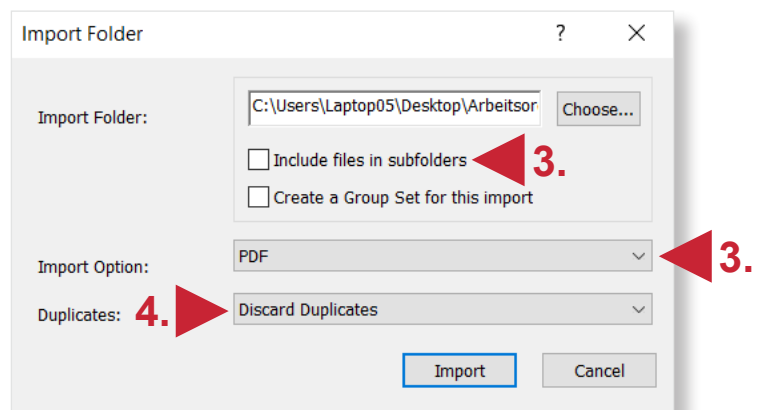 Import Folder ?
Import Folder: C:\Users\Laptop05\Desktop\Arbeitsor Choose...
Include files in subfolders 3.
Create a Group Set for this import
Import Option: PDF 3.
Duplicates: 4. Discard Duplicates
Import Cancel